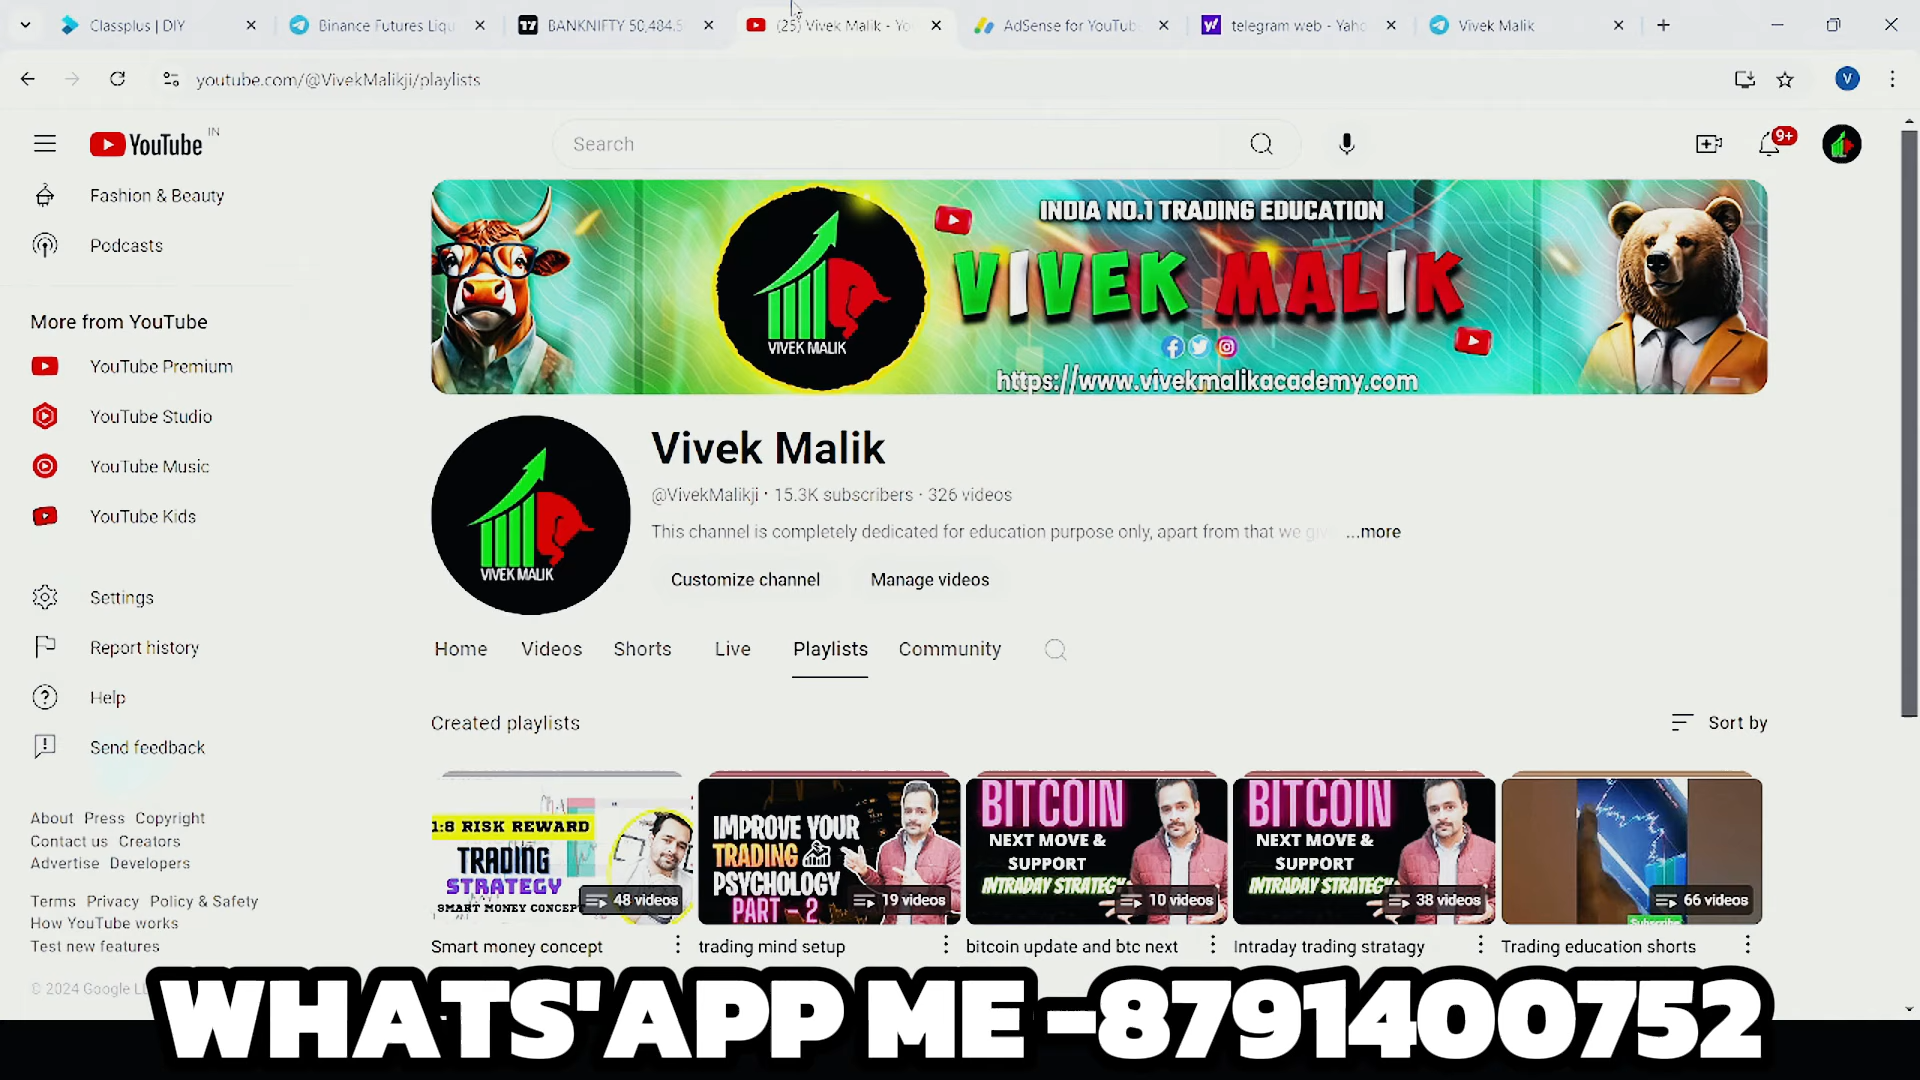 Classplus | DIY
Binance Futures Liqu
BANKNIFTY 50,484.5
(25) Vivek Malik - Yo
AdSense for YouTube
telegram web - Yaho
Vivek Malik
youtube.com/@VivekMalikji/playlists
V
YouTube IN
Search
9+
Fashion & Beauty
Podcasts
More from YouTube
YouTube Premium
YouTube Studio
YouTube Music
YouTube Kids
Settings
Report history
Help
Send feedback
About Press Copyright
Contact us Creators
Advertise Developers
Terms Privacy Policy & Safety
How YouTube works
Test new features
© 2024 Google LL
INDIA NO.1 TRADING EDUCATION
VIVEK MALIK
VIVEK MALIK
https://www.vivekmalikacademy.com
VIVEK MALIK
Vivek Malik
@VivekMalikji · 15.3K subscribers · 326 videos
This channel is completely dedicated for education purpose only, apart from that we giv ...more
Customize channel
Manage videos
Home Videos Shorts Live Playlists Community
Created playlists
Sort by
1:8 RISK REWARD
TRADING
STRATEGY
SMART MONEY CONCEPT
48 videos
Smart money concept
IMPROVE YOUR
TRADING
PSYCHOLOGY
PART - 2
19 videos
trading mind setup
BITCOIN
NEXT MOVE &
SUPPORT
INTRADAY STRATEGY
10 videos
bitcoin update and btc next
BITCOIN
NEXT MOVE &
SUPPORT
INTRADAY STRATEGY
38 videos
Intraday trading stratagy
Subscribe
66 videos
Trading education shorts
WHATS'APP ME -8791400752